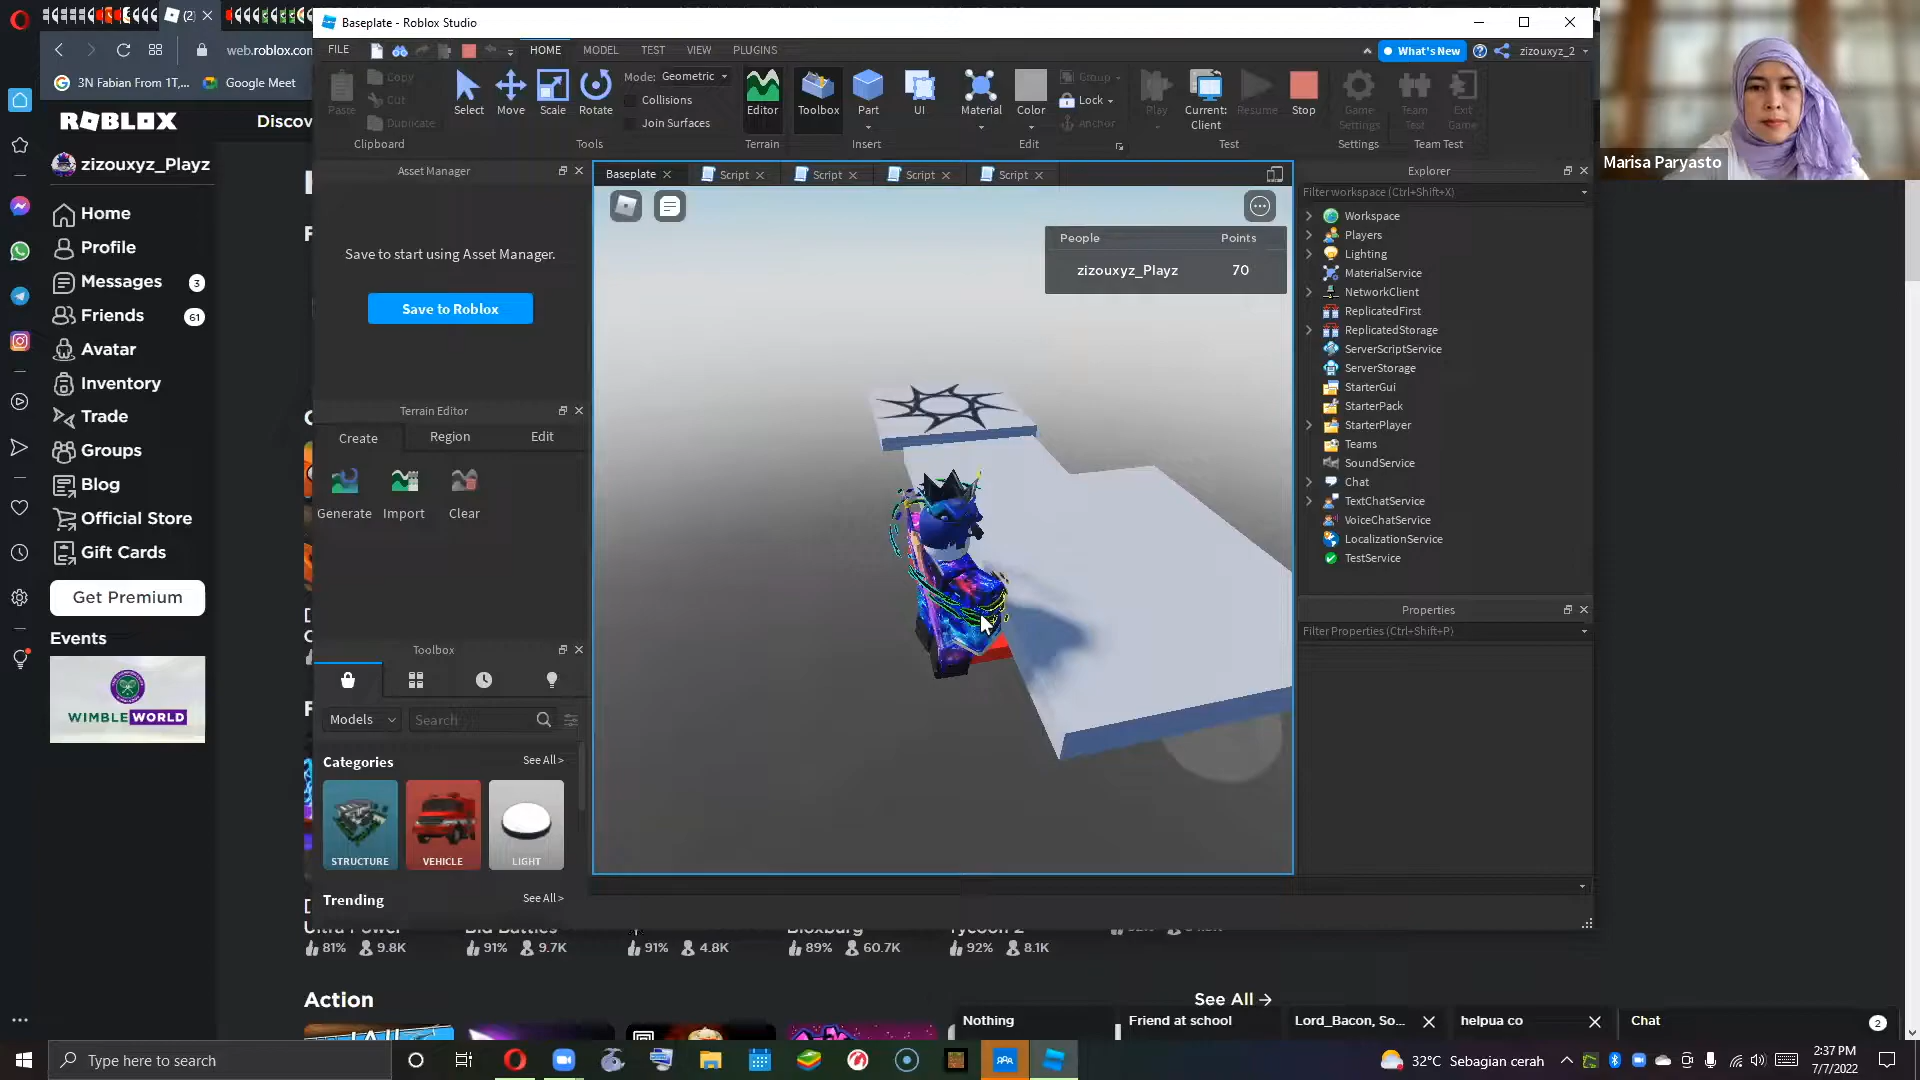 (2)
Baseplate - Roblox Studio
web.roblox.com
FILE
HOME
MODEL
TEST
VIEW
PLUGINS
What's New
zizouxyz_2
3N Fabian From 1T,...
Google Meet
Paste
Copy
Cut
Duplicate
Clipboard
Select
Move
Scale
Rotate
Mode: Geometric
Collisions
Join Surfaces
Tools
Editor
Terrain
Toolbox
Part
UI
Insert
Material
Color
Group
Lock
Anchor
Edit
Play
Current:
Client
Resume
Stop
Test
Game
Settings
Settings
Team
Test
Exit
Game
Team Test
Marisa Paryasto
ROBLOX
Discov
zizouxyz_Playz
Home
Profile
Messages
3
Friends
61
Avatar
Inventory
Trade
Groups
Blog
Official Store
Gift Cards
Get Premium
Events
WIMBLEWORLD
Asset Manager
Save to start using Asset Manager.
Save to Roblox
Terrain Editor
Create
Region
Edit
Generate
Import
Clear
Toolbox
Models
Search
Categories
See All >
STRUCTURE
VEHICLE
LIGHT
Trending
See All >
Baseplate
Script
Script
Script
Script
People
Points
zizouxyz_Playz
70
Explorer
Filter workspace (Ctrl+Shift+X)
Workspace
Players
Lighting
MaterialService
NetworkClient
ReplicatedFirst
ReplicatedStorage
ServerScriptService
ServerStorage
StarterGui
StarterPack
StarterPlayer
Teams
SoundService
Chat
TextChatService
VoiceChatService
LocalizationService
TestService
Properties
Filter Properties (Ctrl+Shift+P)
81% 9.8K
91% 9.7K
91% 4.8K
89% 60.7K
92% 8.1K
Action
See All →
Nothing
Friend at school
Lord_Bacon, So...
helpua co
Chat
2
Type here to search
32°C Sebagian cerah
2:37 PM
7/7/2022